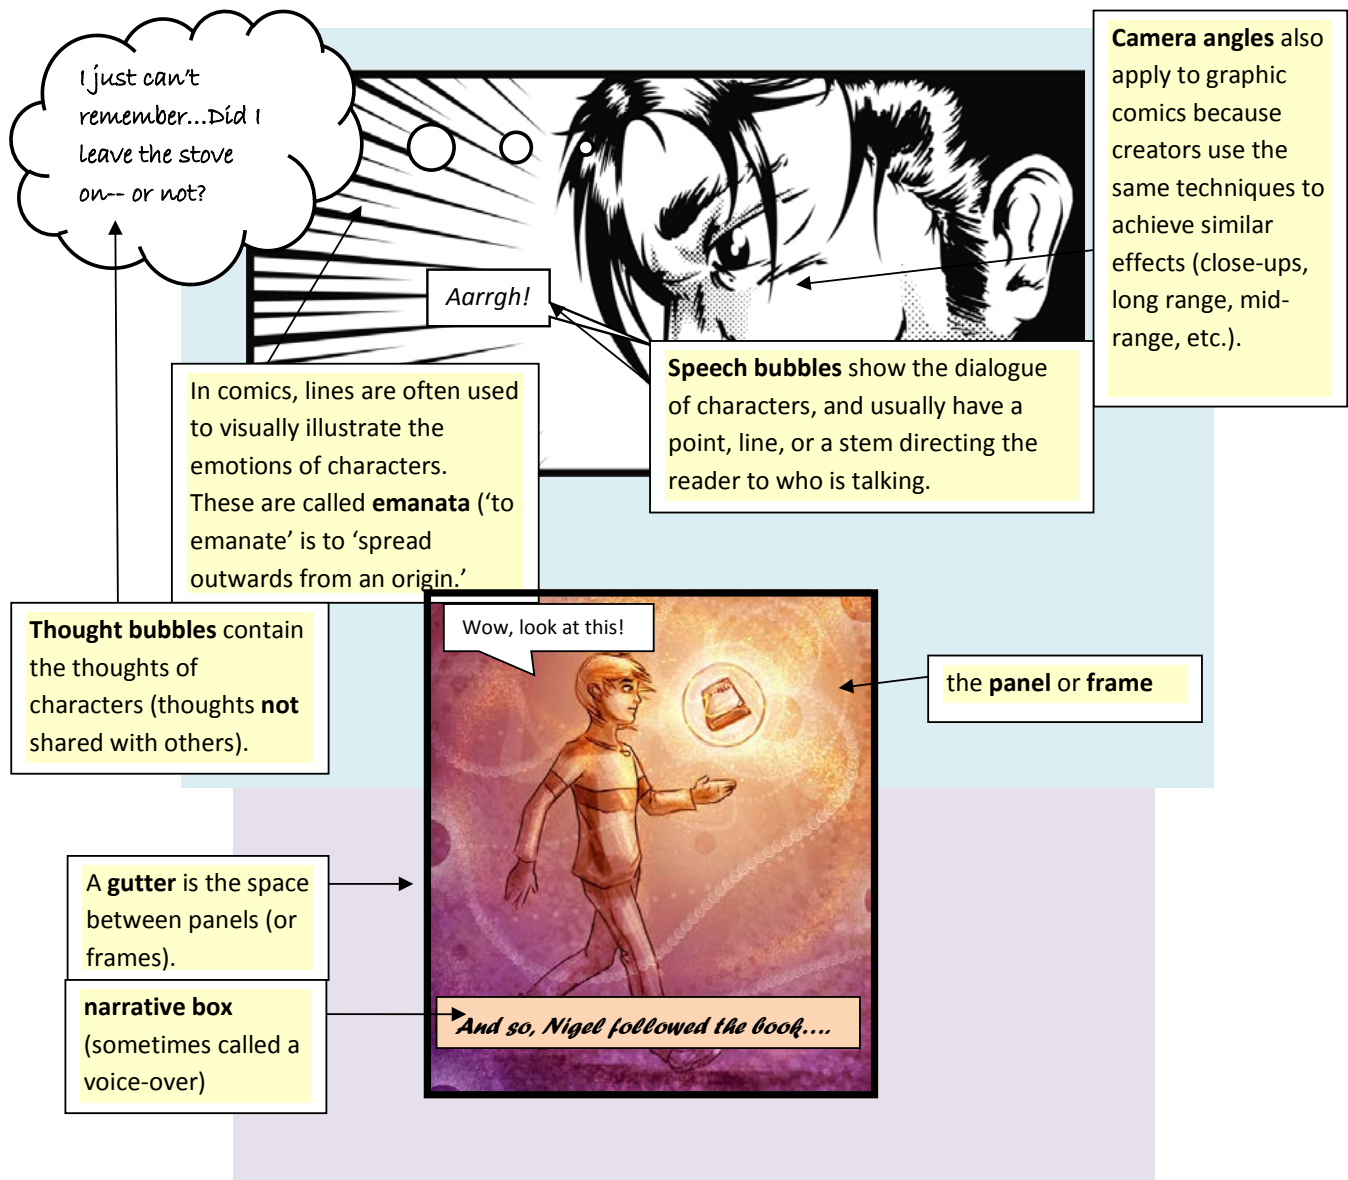 I just can't
remember...Did I
leave the stove
on-- or not?
Camera angles also
apply to graphic
comics because
creators use the
same techniques to
achieve similar
effects (close-ups,
long range, mid-
range, etc.).
Aarrgh!
In comics, lines are often used
to visually illustrate the
emotions of characters.
These are called emanata (‘to
emanate’ is to ‘spread
outwards from an origin.’
Speech bubbles show the dialogue
of characters, and usually have a
point, line, or a stem directing the
reader to who is talking.
Thought bubbles contain
the thoughts of
characters (thoughts not
shared with others).
Wow, look at this!
the panel or frame
A gutter is the space
between panels (or
frames).
narrative box
(sometimes called a
voice-over)
And so, Nigel followed the book....